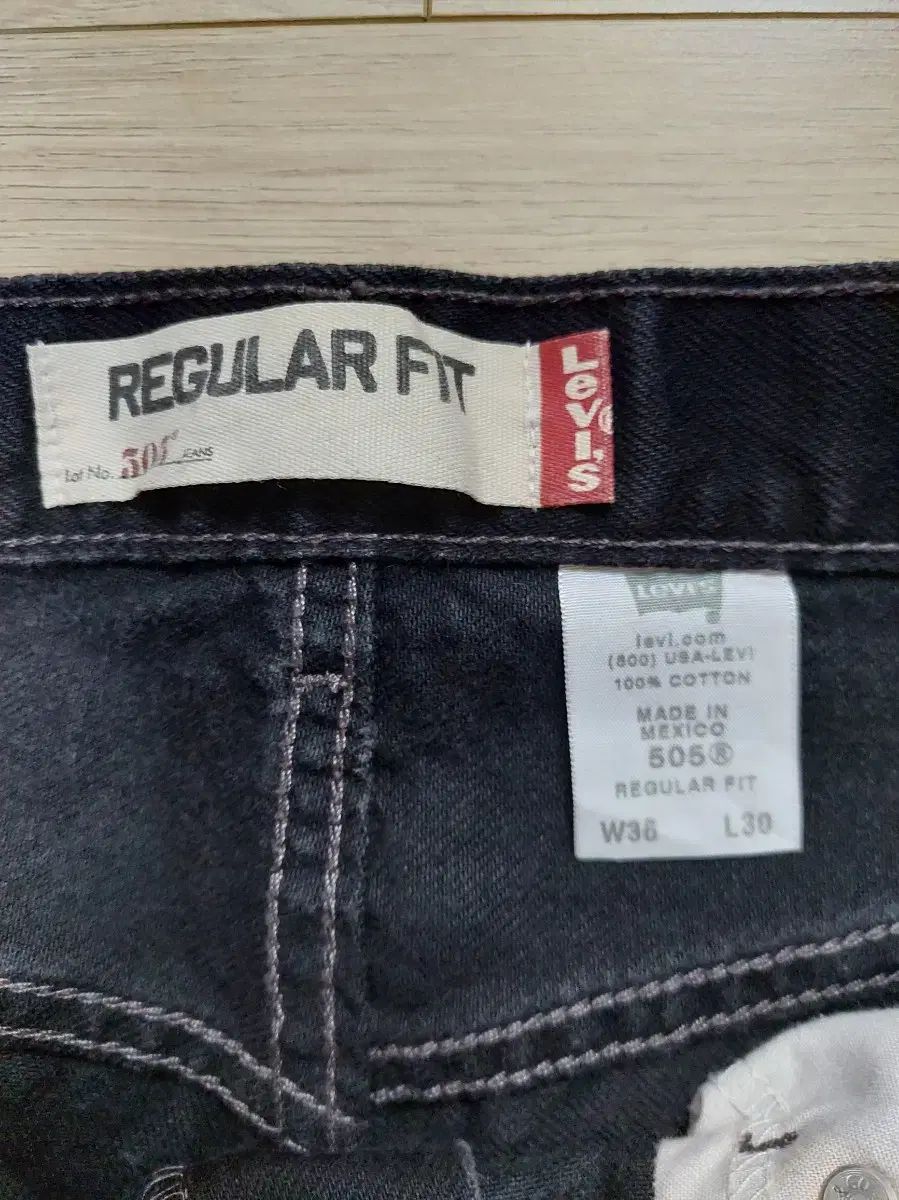 REGULAR FIT
Lot No. 505 JEANS
Levi's ®
Levi's
levi.com
(800) USA-LEVI
100% COTTON
MADE IN
MEXICO
505®
REGULAR FIT
W36 L30